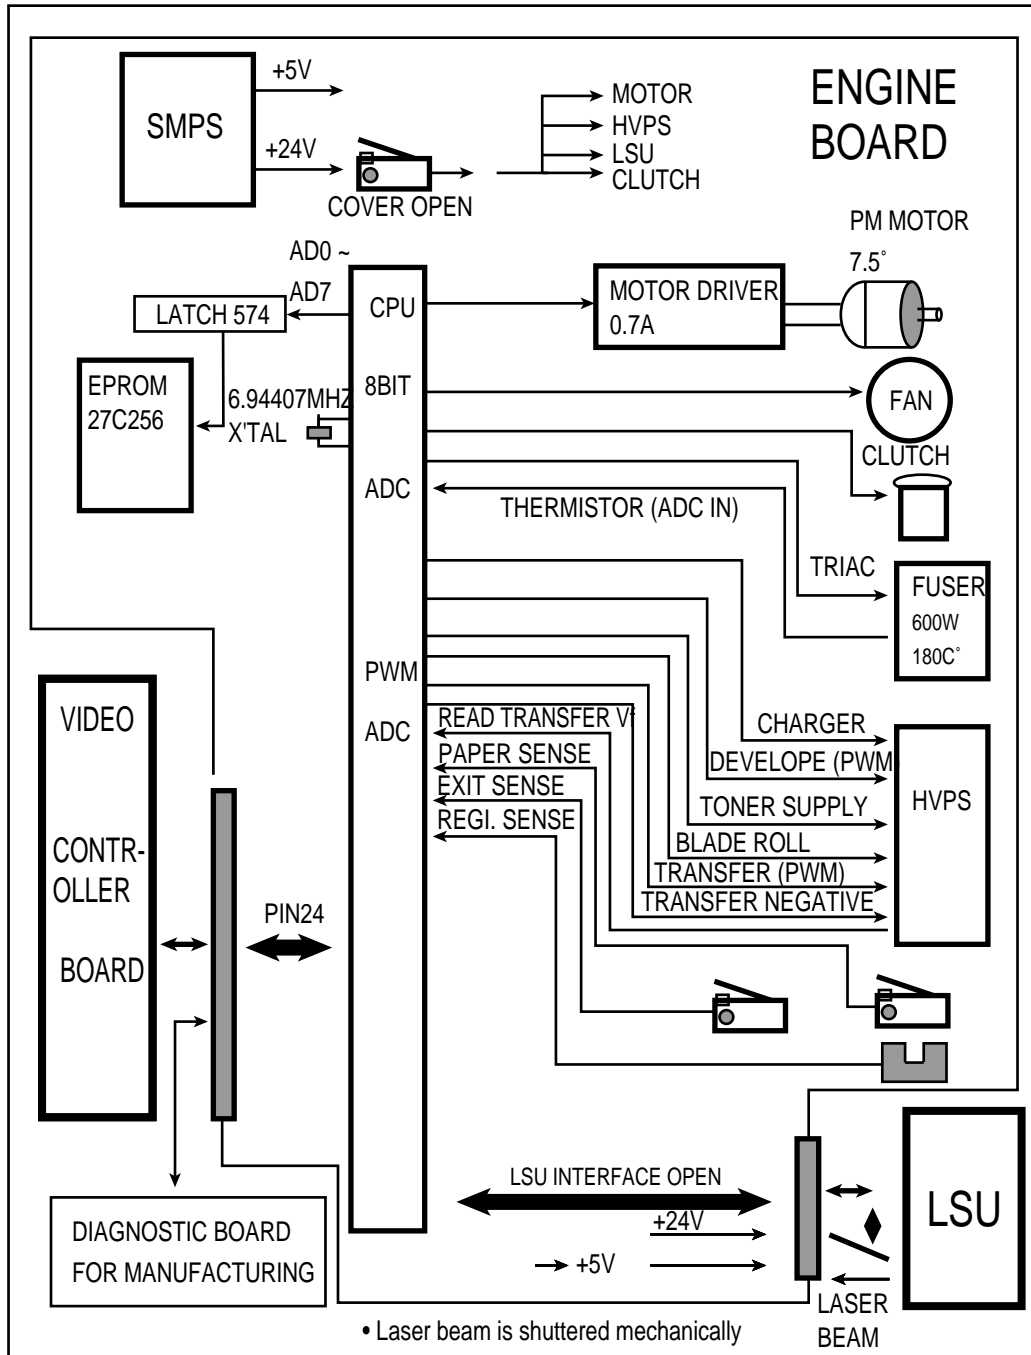 ENGINE
BOARD
SMPS
+5V
+24V
MOTOR
HVPS
LSU
CLUTCH
COVER OPEN
PM MOTOR
7.5°
AD0 ~
AD7
LATCH 574
CPU
MOTOR DRIVER
0.7A
EPROM
27C256
6.94407MHZ
X'TAL
8BIT
FAN
CLUTCH
ADC
THERMISTOR (ADC IN)
TRIAC
FUSER
600W
180C°
PWM
ADC
READ TRANSFER V
PAPER SENSE
EXIT SENSE
REGI. SENSE
CHARGER
DEVELOPE (PWM
TONER SUPPLY
BLADE ROLL
TRANSFER (PWM)
TRANSFER NEGATIVE
HVPS
VIDEO
CONTR-
OLLER
BOARD
PIN24
LSU INTERFACE OPEN
+24V
+5V
LSU
LASER
BEAM
DIAGNOSTIC BOARD
FOR MANUFACTURING
• Laser beam is shuttered mechanically